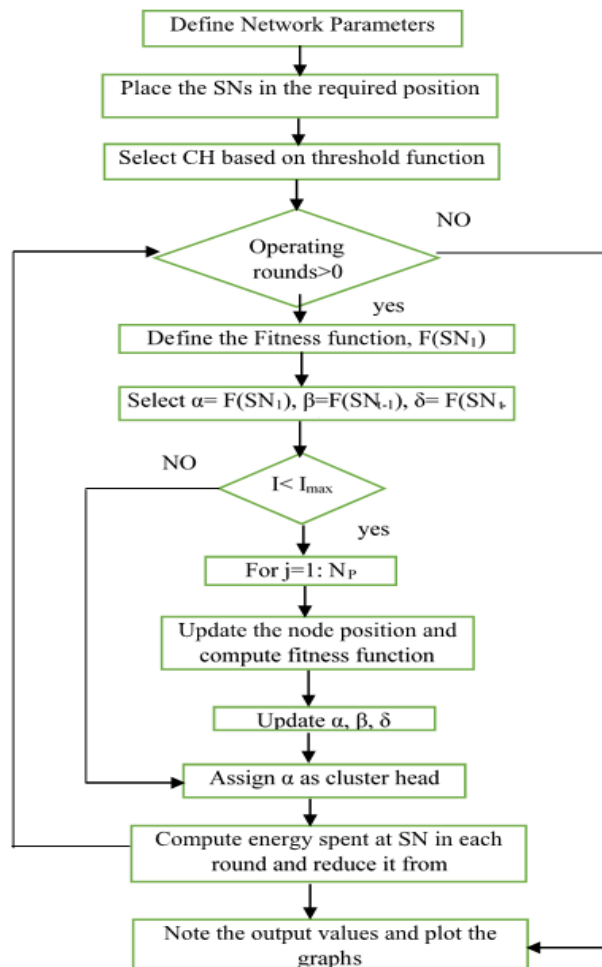 Define Network Parameters
Place the SNs in the required position
Select CH based on threshold function
NO
Operating
rounds>0
yes
Define the Fitness function, F(SN₁)
Select α= F(SN₁), β=F(SNₜ₋₁), δ= F(SN
NO
I< Iₘₐₓ
yes
For j=1: Nₚ
Update the node position and
compute fitness function
Update α, β, δ
Assign α as cluster head
Compute energy spent at SN in each
round and reduce it from
Note the output values and plot the
graphs